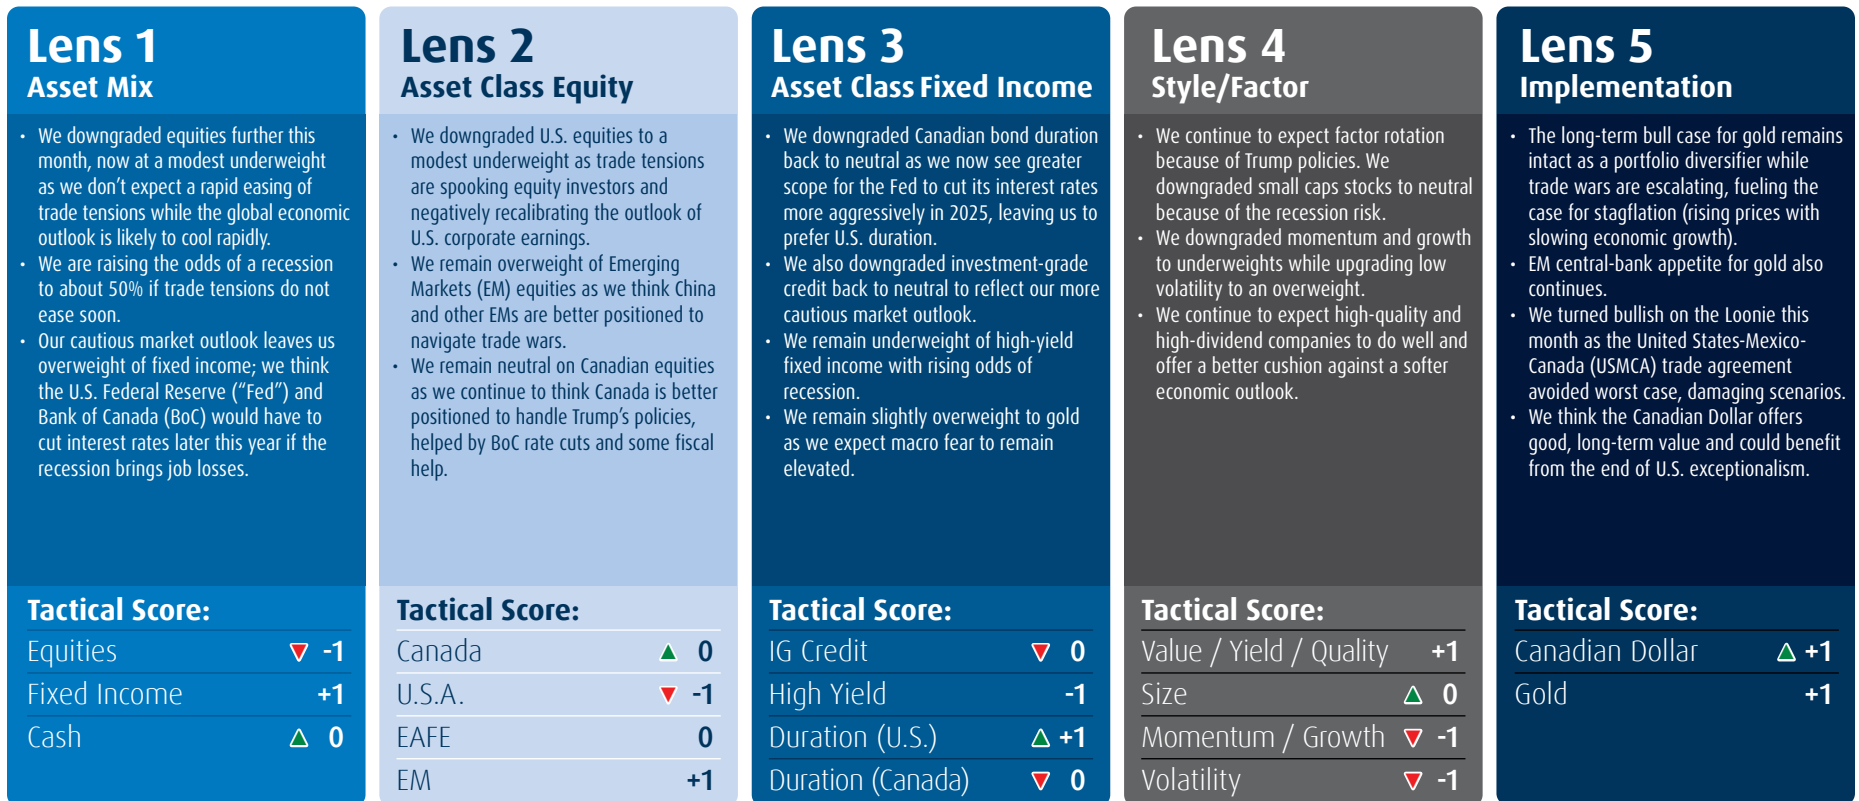 Lens 1
Asset Mix
• We downgraded equities further this
month, now at a modest underweight
as we don't expect a rapid easing of
trade tensions while the global economic
outlook is likely to cool rapidly.
• We are raising the odds of a recession
to about 50% if trade tensions do not
ease soon.
• Our cautious market outlook leaves us
overweight of fixed income; we think
the U.S. Federal Reserve ("Fed") and
Bank of Canada (BoC) would have to
cut interest rates later this year if the
recession brings job losses.
Tactical Score:
Equities ▼ -1
Fixed Income +1
Cash ▲ 0
Lens 2
Asset Class Equity
• We downgraded U.S. equities to a
modest underweight as trade tensions
are spooking equity investors and
negatively recalibrating the outlook of
U.S. corporate earnings.
• We remain overweight of Emerging
Markets (EM) equities as we think China
and other EMs are better positioned to
navigate trade wars.
• We remain neutral on Canadian equities
as we continue to think Canada is better
positioned to handle Trump's policies,
helped by BoC rate cuts and some fiscal
help.
Tactical Score:
Canada ▲ 0
U.S.A. ▼ -1
EAFE 0
EM +1
Lens 3
Asset Class Fixed Income
• We downgraded Canadian bond duration
back to neutral as we now see greater
scope for the Fed to cut its interest rates
more aggressively in 2025, leaving us to
prefer U.S. duration.
• We also downgraded investment-grade
credit back to neutral to reflect our more
cautious market outlook.
• We remain underweight of high-yield
fixed income with rising odds of
recession.
• We remain slightly overweight to gold
as we expect macro fear to remain
elevated.
Tactical Score:
IG Credit ▼ 0
High Yield -1
Duration (U.S.) ▲ +1
Duration (Canada) ▼ 0
Lens 4
Style/Factor
• We continue to expect factor rotation
because of Trump policies. We
downgraded small caps stocks to neutral
because of the recession risk.
• We downgraded momentum and growth
to underweights while upgrading low
volatility to an overweight.
• We continue to expect high-quality and
high-dividend companies to do well and
offer a better cushion against a softer
economic outlook.
Tactical Score:
Value / Yield / Quality +1
Size ▲ 0
Momentum / Growth ▼ -1
Volatility ▼ -1
Lens 5
Implementation
• The long-term bull case for gold remains
intact as a portfolio diversifier while
trade wars are escalating, fueling the
case for stagflation (rising prices with
slowing economic growth).
• EM central-bank appetite for gold also
continues.
• We turned bullish on the Loonie this
month as the United States-Mexico-
Canada (USMCA) trade agreement
avoided worst case, damaging scenarios.
• We think the Canadian Dollar offers
good, long-term value and could benefit
from the end of U.S. exceptionalism.
Tactical Score:
Canadian Dollar ▲ +1
Gold +1